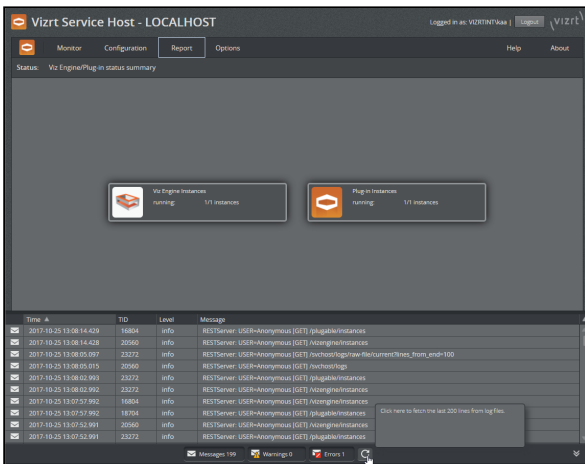 Vizrt Service Host - LOCALHOST
Logged in as: VIZRTINT\kaa | Logout
\vizrt\
Monitor Configuration Report Options Help About
Status: Viz Engine/Plug-in status summary
Viz Engine Instances
running: 1/1 instances
Plug-in Instances
running: 1/1 instances
Time TID Level Message
2017-10-25 13:08:14.429 16804 info RESTServer: USER=Anonymous [GET] /plugable/instances
2017-10-25 13:08:14.428 20560 info RESTServer: USER=Anonymous [GET] /vizengine/instances
2017-10-25 13:08:05.097 23272 info RESTServer: USER=Anonymous [GET] /svchost/logs/raw-file/current?lines_from_end=100
2017-10-25 13:08:05.015 20560 info RESTServer: USER=Anonymous [GET] /svchost/logs
2017-10-25 13:08:02.993 23272 info RESTServer: USER=Anonymous [GET] /plugable/instances
2017-10-25 13:08:02.992 23272 info RESTServer: USER=Anonymous [GET] /vizengine/instances
2017-10-25 13:07:57.992 16804 info RESTServer: USER=Anonymous [GET] /vizengine/instances
2017-10-25 13:07:57.992 18704 info RESTServer: USER=Anonymous [GET] /plugable/instances
2017-10-25 13:07:52.991 20560 info RESTServer: USER=Anonymous [GET] /vizengine/instances
2017-10-25 13:07:52.991 23272 info RESTServer: USER=Anonymous [GET] /plugable/instances
Click here to fetch the last 200 lines from log files.
Messages 199 Warnings 0 Errors 1